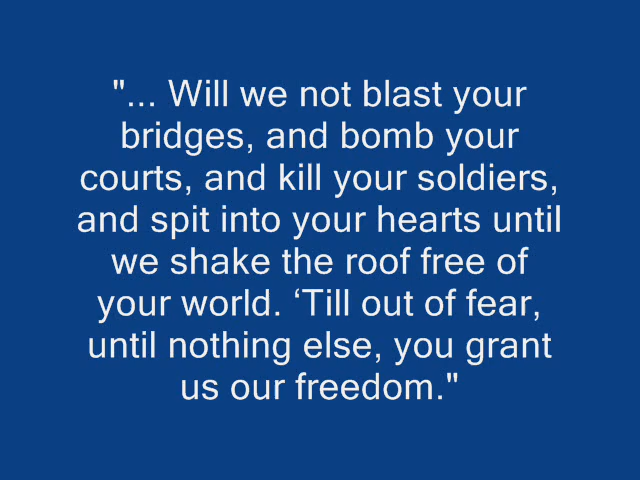 "... Will we not blast your
bridges, and bomb your
courts, and kill your soldiers,
and spit into your hearts until
we shake the roof free of
your world. ‘Till out of fear,
until nothing else, you grant
us our freedom."